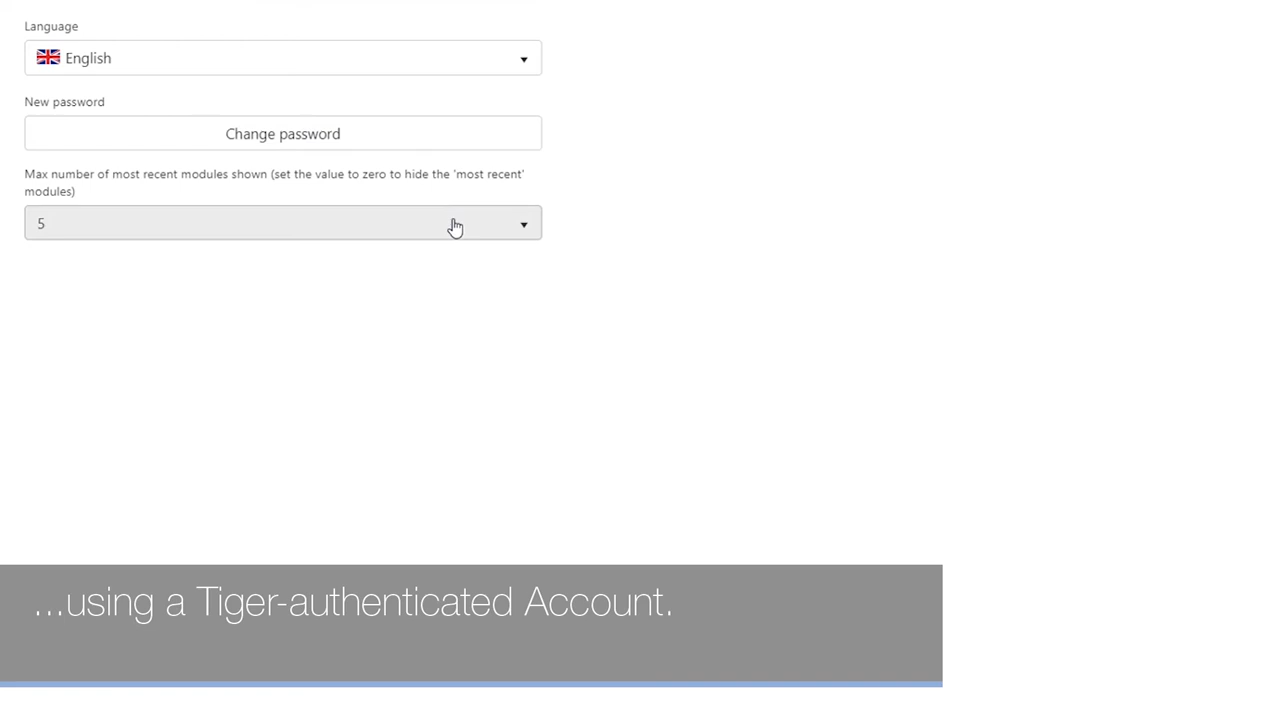 Language
English
New password
Change password
Max number of most recent modules shown (set the value to zero to hide the 'most recent'
modules)
5
...using a Tiger-authenticated Account.